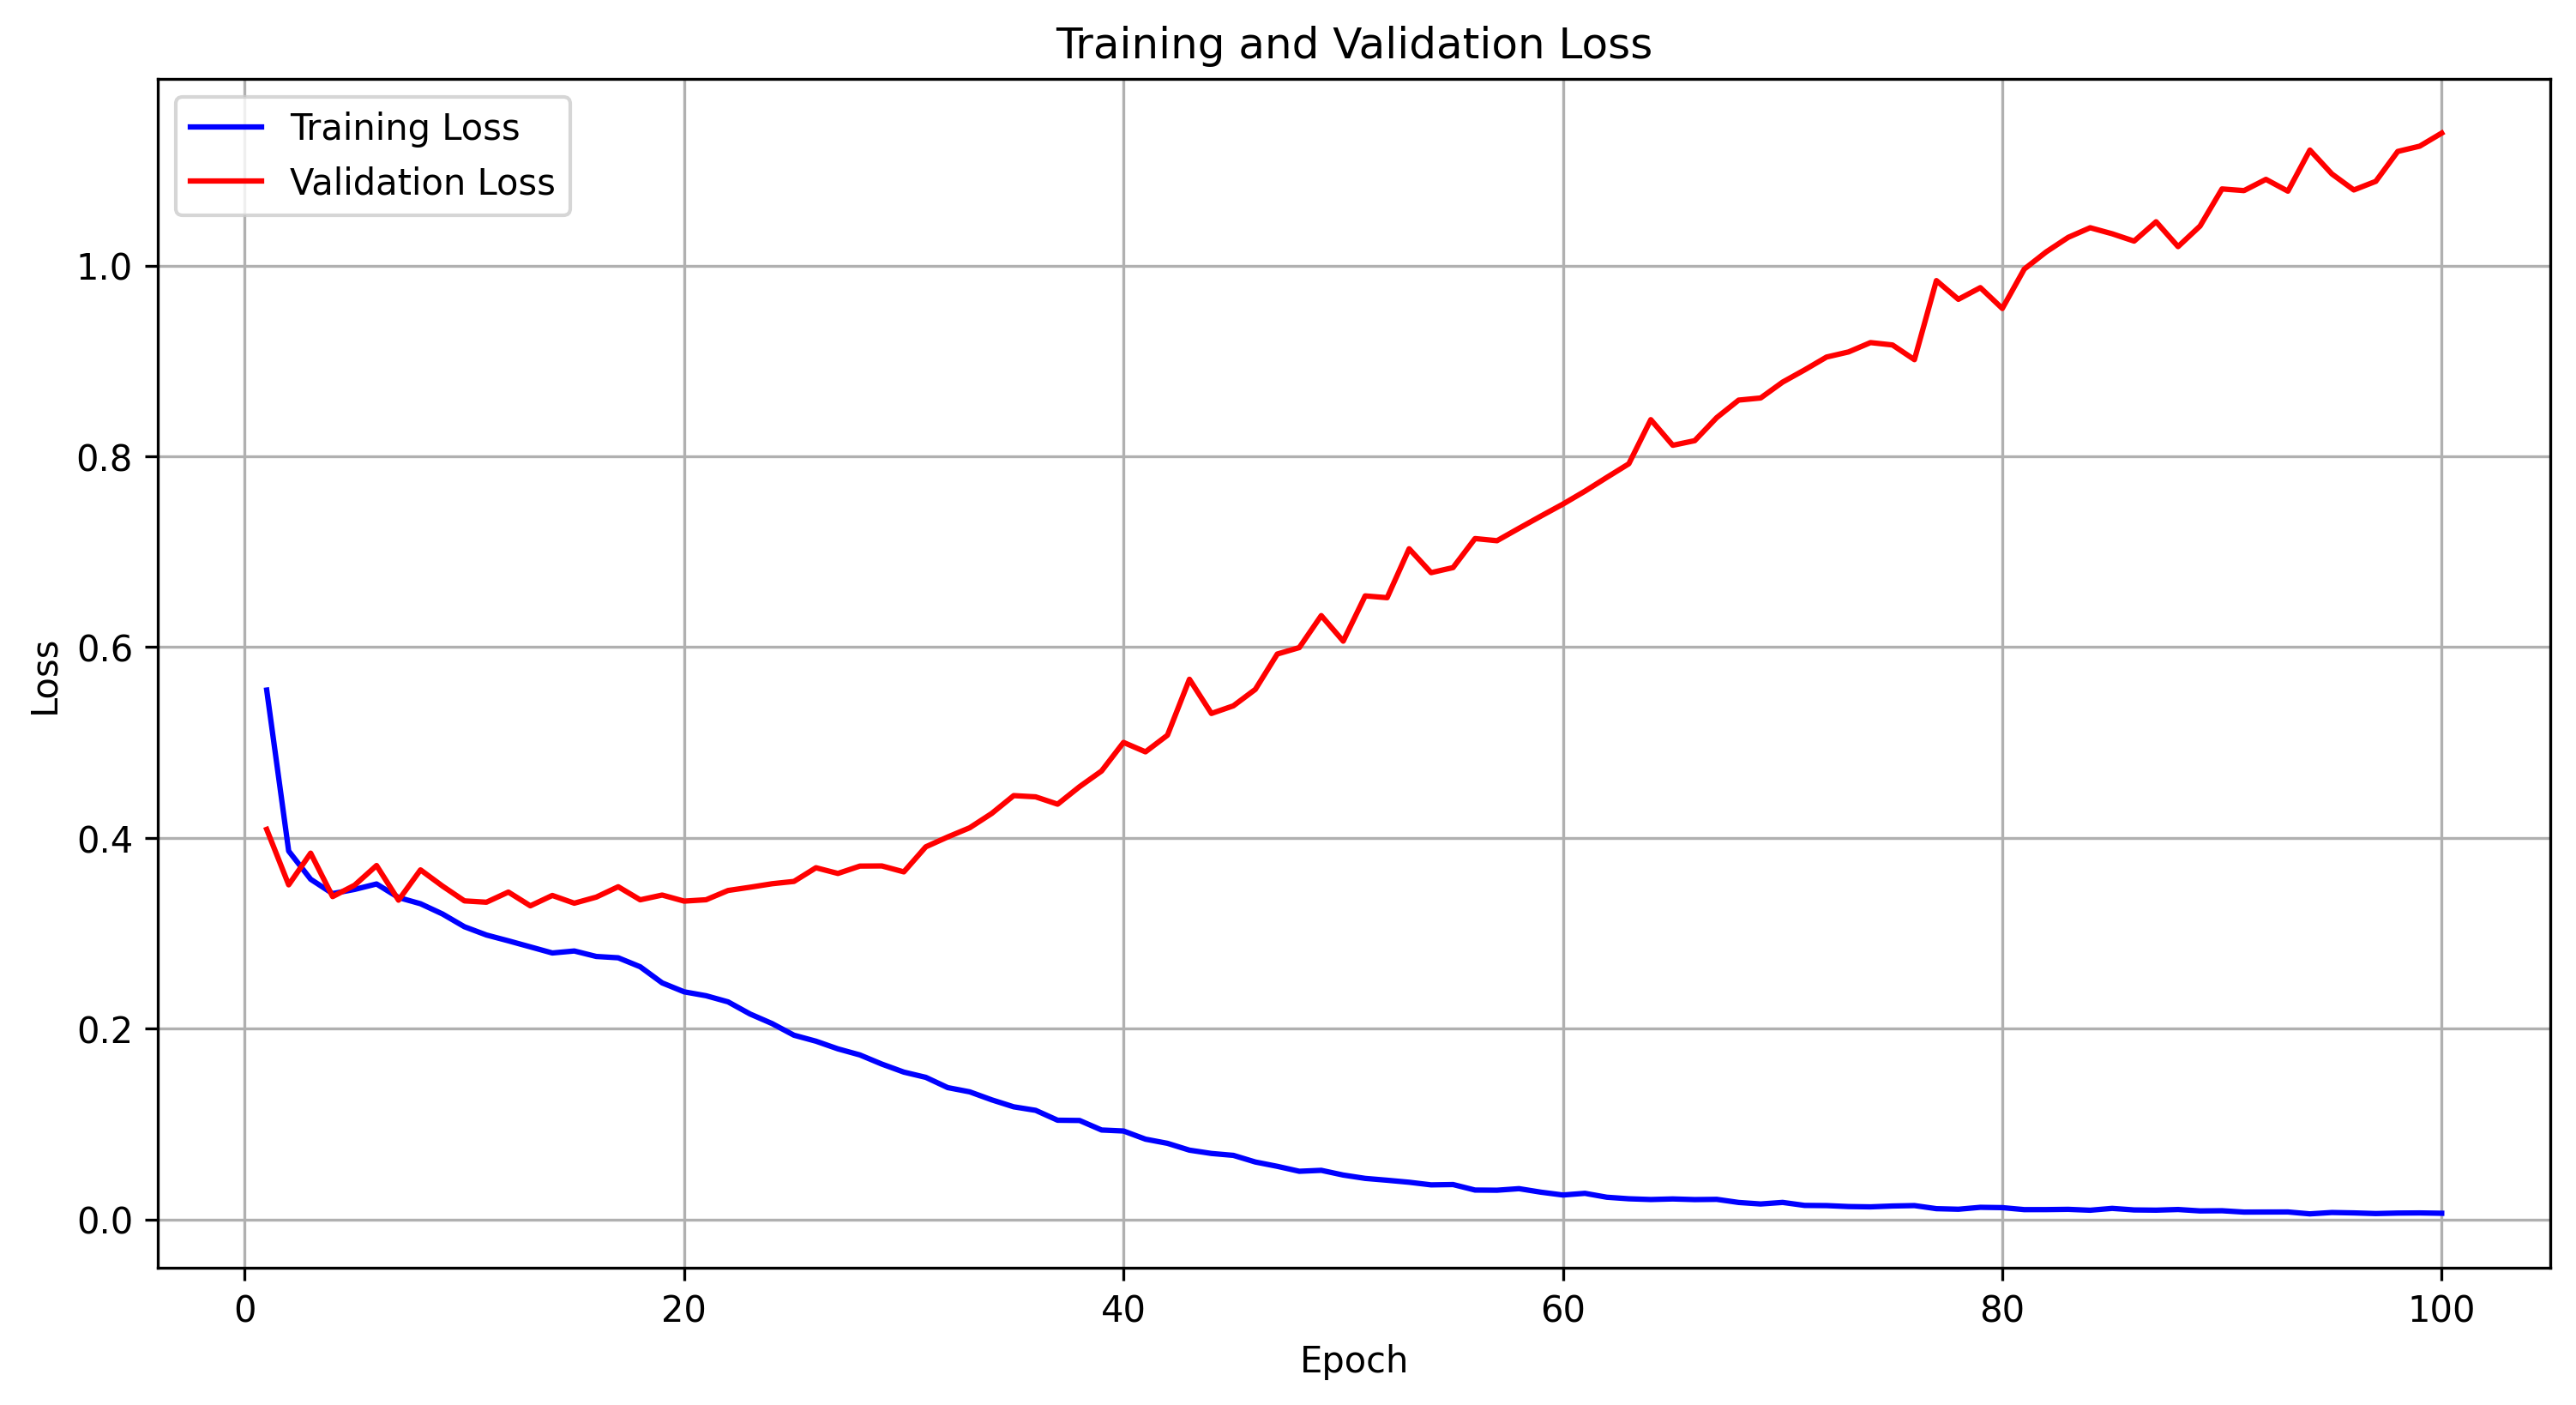 Training and Validation Loss
Training Loss
Validation Loss
1.0
0.8
0.6
0.4
0.2
0.0
Loss
0 20 40 60 80 100
Epoch